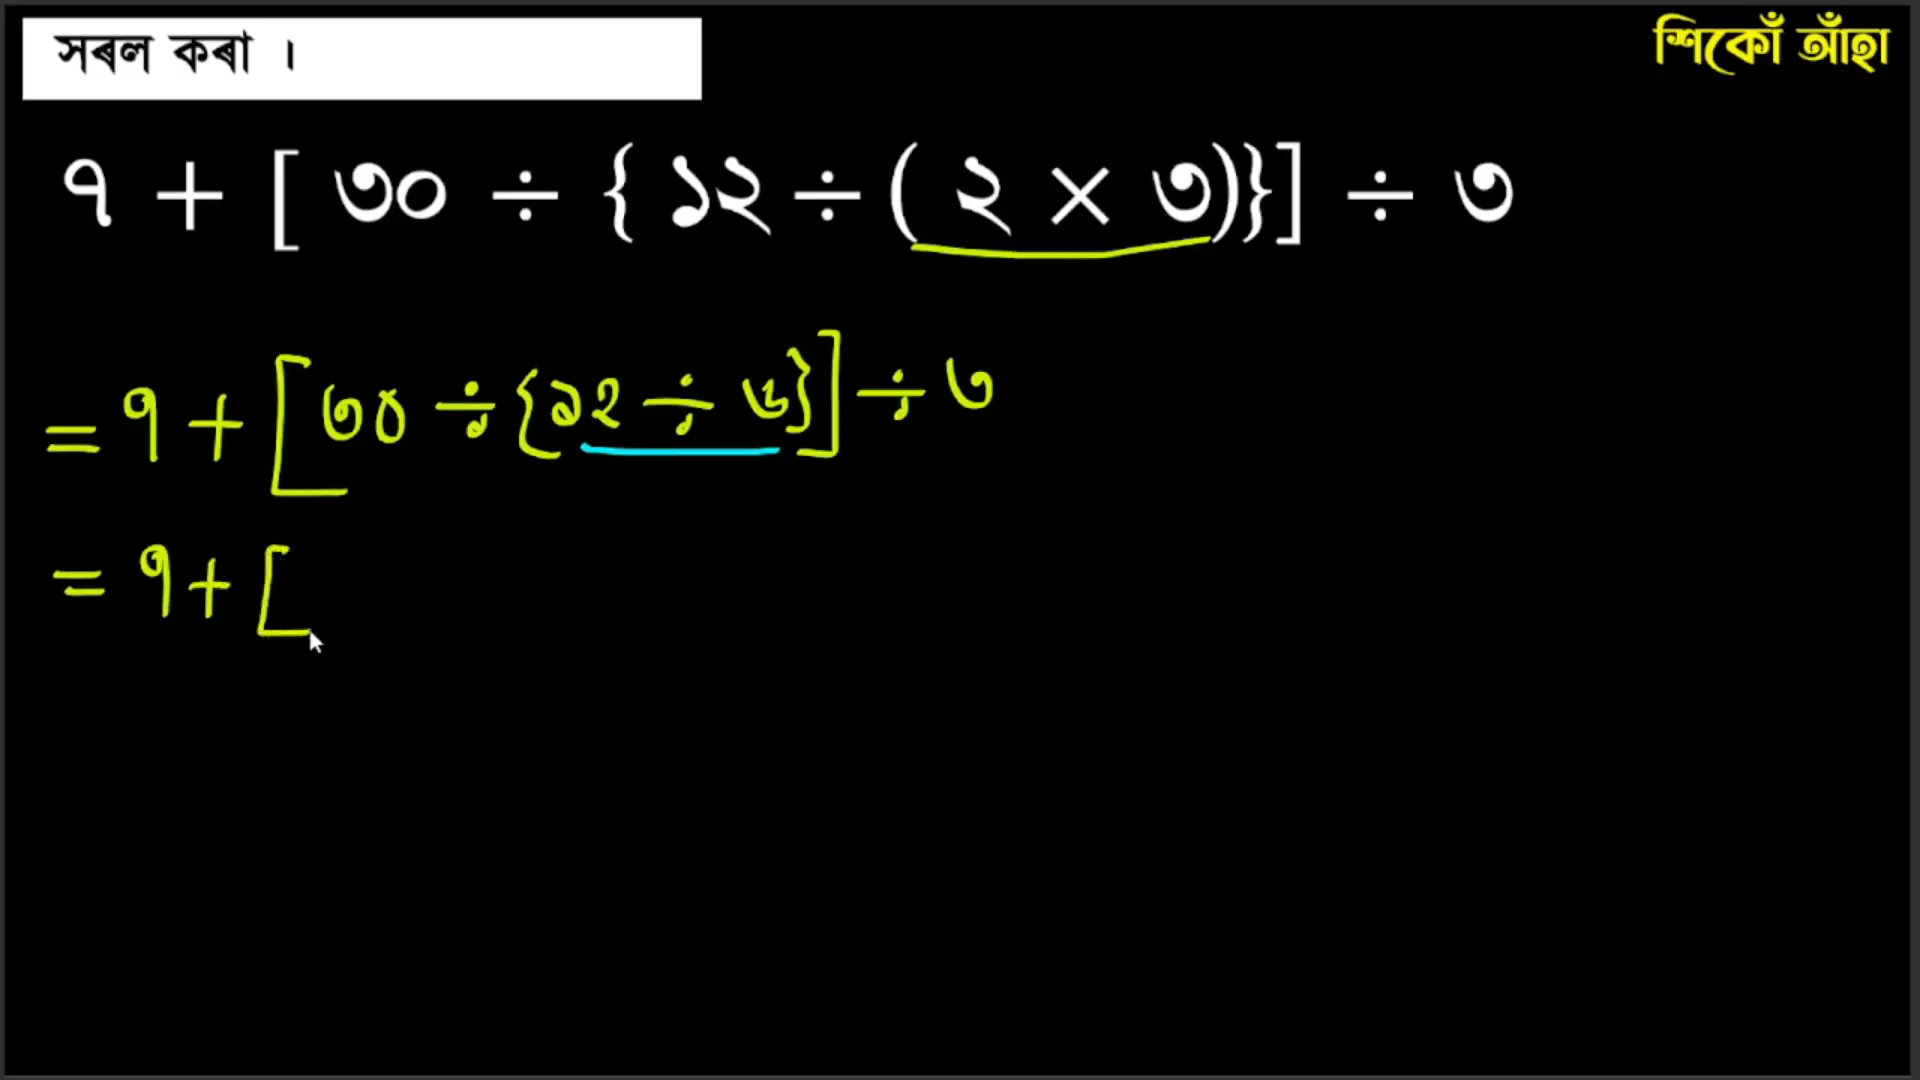 সৰল কৰা ।
শিকোঁ আঁহা
৭ + [ ৩০ ÷ { ১২ ÷ ( ২ × ৩)}] ÷ ৩
= ৭ + [৩০ ÷ {১২ ÷ ৬}] ÷ ৩
= ৭ + [